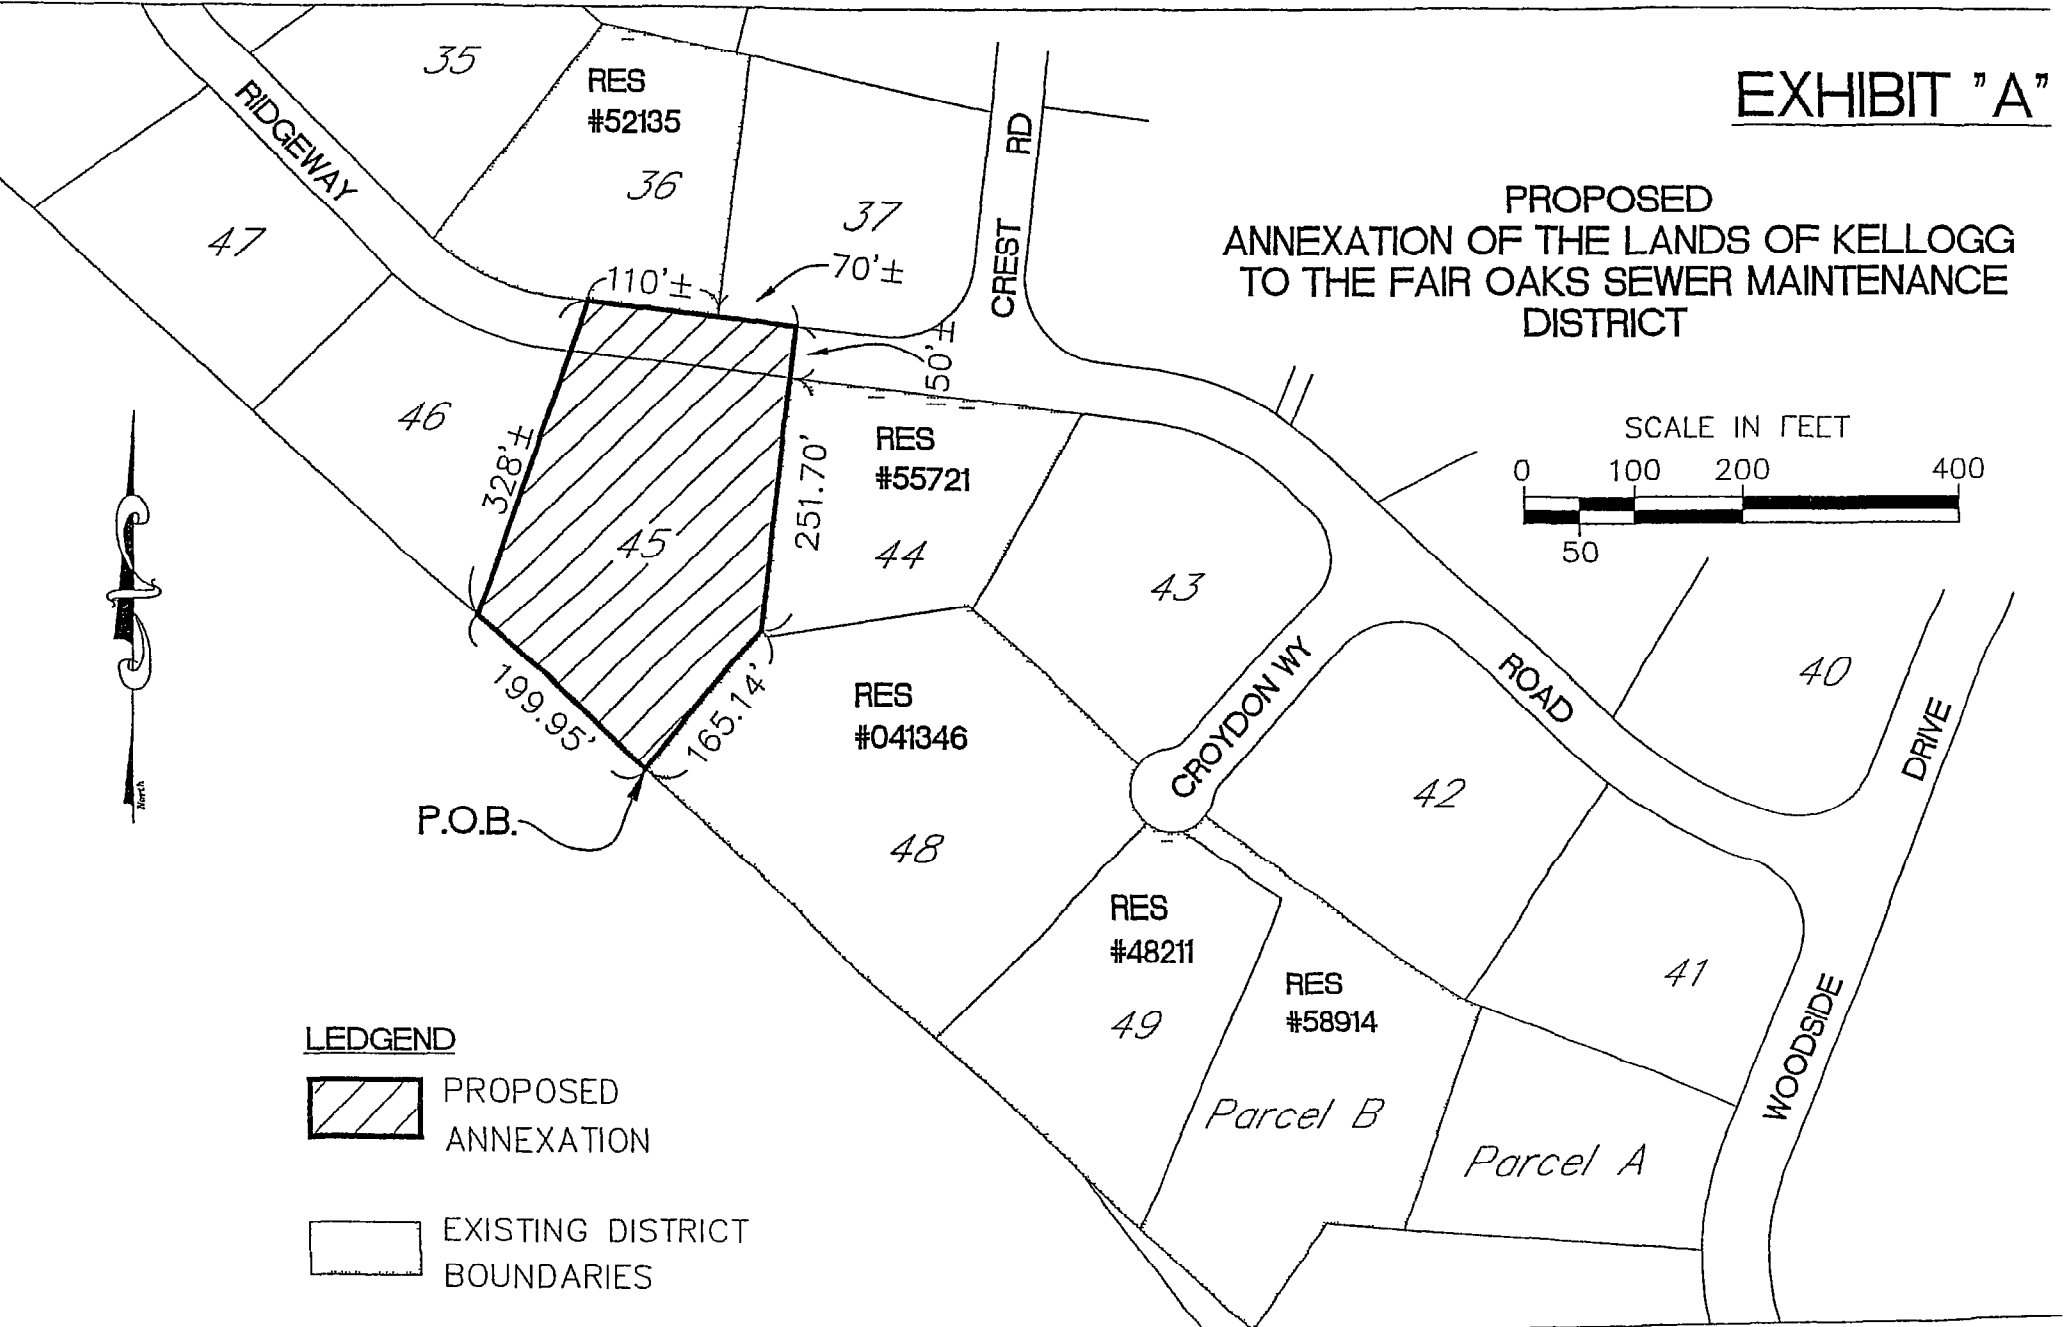 EXHIBIT "A"
PROPOSED
ANNEXATION OF THE LANDS OF KELLOGG
TO THE FAIR OAKS SEWER MAINTENANCE
DISTRICT
SCALE IN FEET
0 100 200 400
50
35
RES
#52135
36
37
RIDGEWAY
CREST RD
47
110'±
70'±
50'±
46
328'±
45
251.70'
RES
#55721
44
43
199.95'
165.14'
P.O.B.
RES
#041346
48
CROYDON WY
ROAD
40
DRIVE
42
41
WOODSIDE
RES
#48211
49
RES
#58914
Parcel B
Parcel A
North
LEDGEND
PROPOSED
ANNEXATION
EXISTING DISTRICT
BOUNDARIES